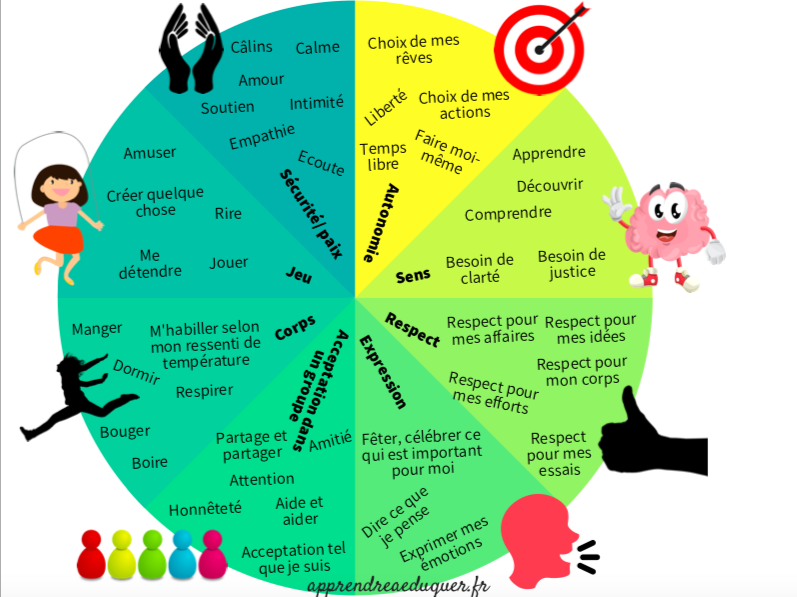 Câlins
Calme
Amour
Soutien
Intimité
Empathie
Ecoute
Sécurité/ paix
Choix de mes
rêves
Liberté
Choix de mes
actions
Temps
libre
Faire moi-
même
Autonomie
Apprendre
Découvrir
Comprendre
Besoin de
clarté
Besoin de
justice
Sens
Respect
Respect pour
mes affaires
Respect pour
mes idées
Respect pour
mon corps
Respect pour
mes efforts
Respect
pour mes
essais
Expression
Fêter, célébrer ce
qui est important
pour moi
Dire ce que
je pense
Exprimer mes
émotions
Acceptation dans
un groupe
Partage et
partager
Amitié
Attention
Honnêteté
Aide et
aider
Acceptation tel
que je suis
Corps
Manger
M'habiller selon
mon ressenti de
température
Dormir
Respirer
Bouger
Boire
Jeu
Amuser
Créer quelque
chose
Rire
Me
détendre
Jouer
apprendreaeduquer.fr